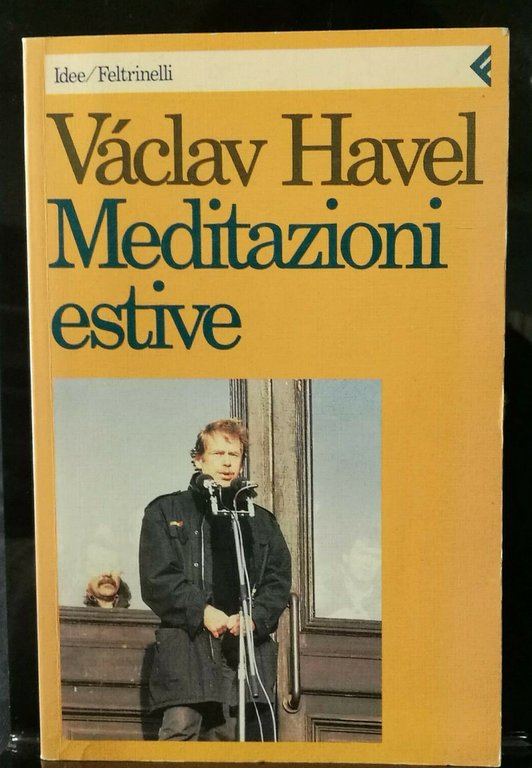 Idee/Feltrinelli
Václav Havel
Meditazioni
estive